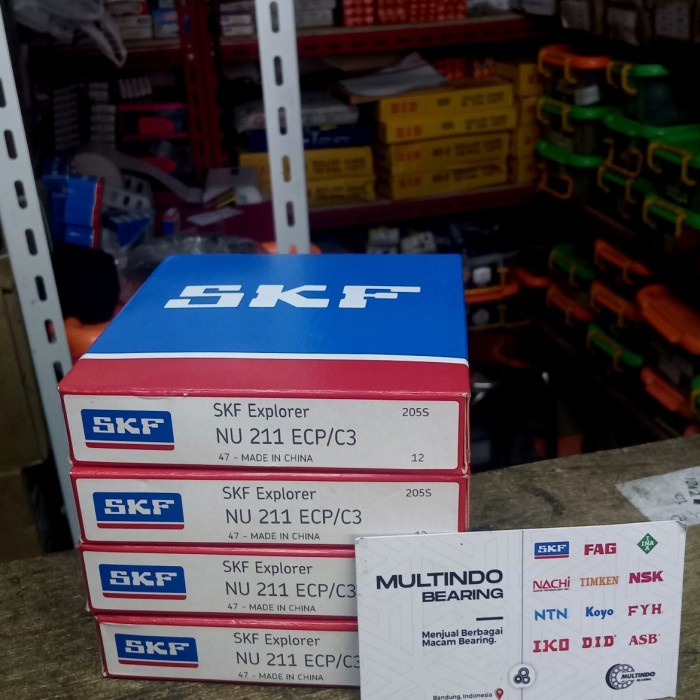 SKF
SKF
SKF Explorer
205S
NU 211 ECP/C3
47 - MADE IN CHINA
12
SKF
SKF Explorer
205S
NU 211 ECP/C3
47 - MADE IN CHINA
SKF
SKF Explorer
NU 211 ECP/C3
47 - MADE IN CHINA
SKF
SKF Explorer
NU 211 ECP/C3
47 - MADE IN CHINA
MULTINDO
BEARING
Menjual Berbagai
Macam Bearing.
Bandung, Indonesia
SKF FAG INA
NACHI TIMKEN NSK
NTN Koyo FYH
IKO D.I.D ASB
MULTINDO
D.I.D